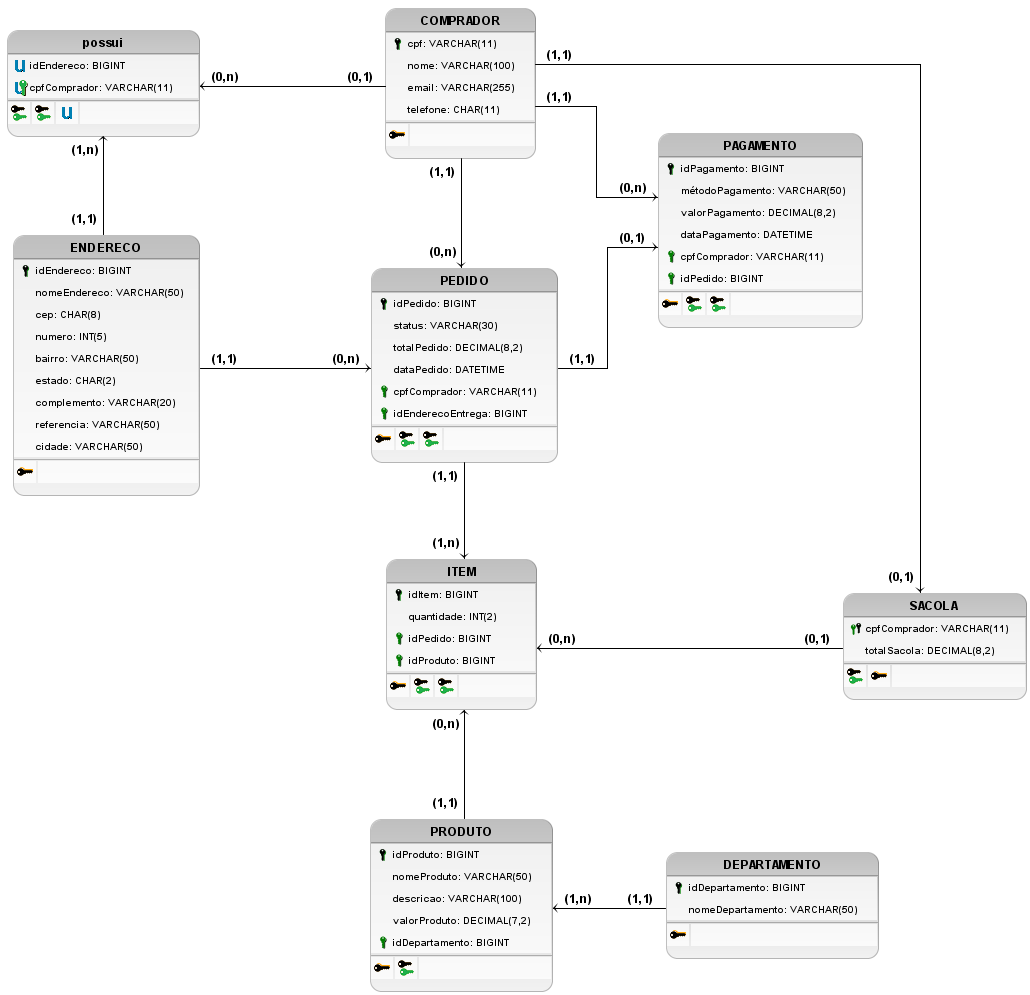 possui
idEndereco: BIGINT
cpfComprador: VARCHAR(11)
COMPRADOR
cpf: VARCHAR(11)
nome: VARCHAR(100)
email: VARCHAR(255)
telefone: CHAR(11)
(0,n)
(0,1)
(1,1)
(1,1)
PAGAMENTO
idPagamento: BIGINT
métodoPagamento: VARCHAR(50)
valorPagamento: DECIMAL(8,2)
dataPagamento: DATETIME
cpfComprador: VARCHAR(11)
idPedido: BIGINT
(0,n)
(0,1)
(1,n)
(1,1)
(1,1)
(0,n)
ENDERECO
idEndereco: BIGINT
nomeEndereco: VARCHAR(50)
cep: CHAR(8)
numero: INT(5)
bairro: VARCHAR(50)
estado: CHAR(2)
complemento: VARCHAR(20)
referencia: VARCHAR(50)
cidade: VARCHAR(50)
(1,1)
(0,n)
PEDIDO
idPedido: BIGINT
status: VARCHAR(30)
totalPedido: DECIMAL(8,2)
dataPedido: DATETIME
cpfComprador: VARCHAR(11)
idEnderecoEntrega: BIGINT
(1,1)
(1,1)
(1,n)
ITEM
idItem: BIGINT
quantidade: INT(2)
idPedido: BIGINT
idProduto: BIGINT
(0,n)
(0,1)
(0,1)
SACOLA
cpfComprador: VARCHAR(11)
totalSacola: DECIMAL(8,2)
(0,n)
(1,1)
PRODUTO
idProduto: BIGINT
nomeProduto: VARCHAR(50)
descricao: VARCHAR(100)
valorProduto: DECIMAL(7,2)
idDepartamento: BIGINT
(1,n)
(1,1)
DEPARTAMENTO
idDepartamento: BIGINT
nomeDepartamento: VARCHAR(50)